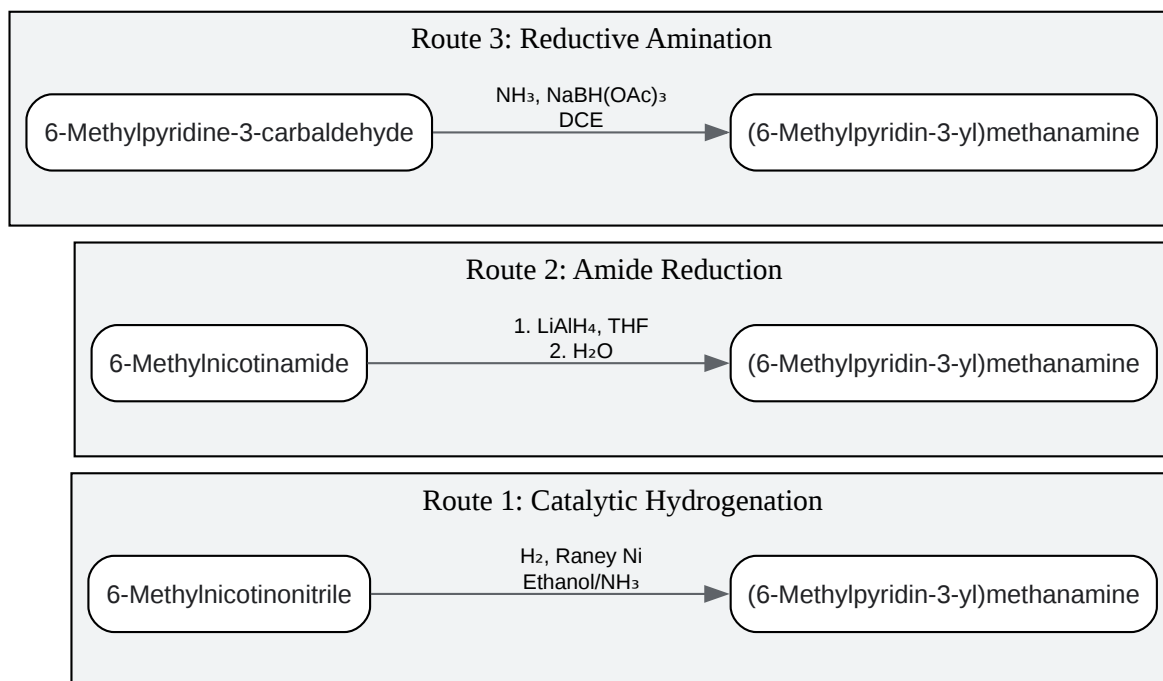 Route 3: Reductive Amination
6-Methylpyridine-3-carbaldehyde
NH₃, NaBH(OAc)₃
DCE
(6-Methylpyridin-3-yl)methanamine
Route 2: Amide Reduction
6-Methylnicotinamide
1. LiAlH₄, THF
2. H₂O
(6-Methylpyridin-3-yl)methanamine
Route 1: Catalytic Hydrogenation
6-Methylnicotinonitrile
H₂, Raney Ni
Ethanol/NH₃
(6-Methylpyridin-3-yl)methanamine